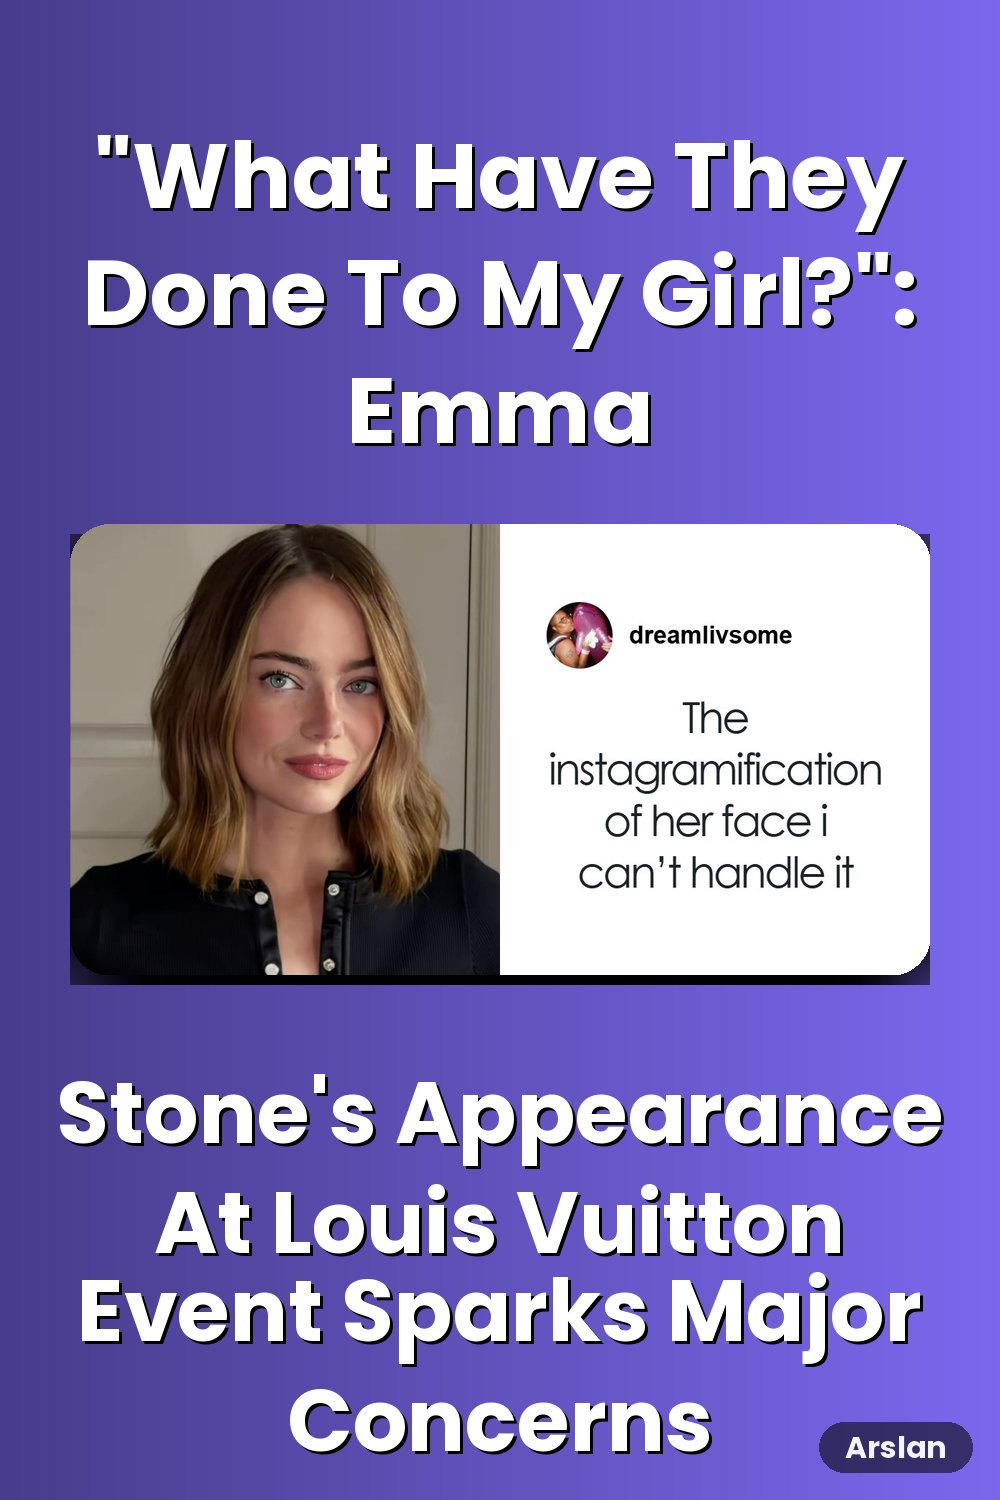 "What Have They
Done To My Girl?":
Emma
dreamlivsome
The
instagramification
of her face i
can’t handle it
Stone's Appearance
At Louis Vuitton
Event Sparks Major
Concerns
Arslan